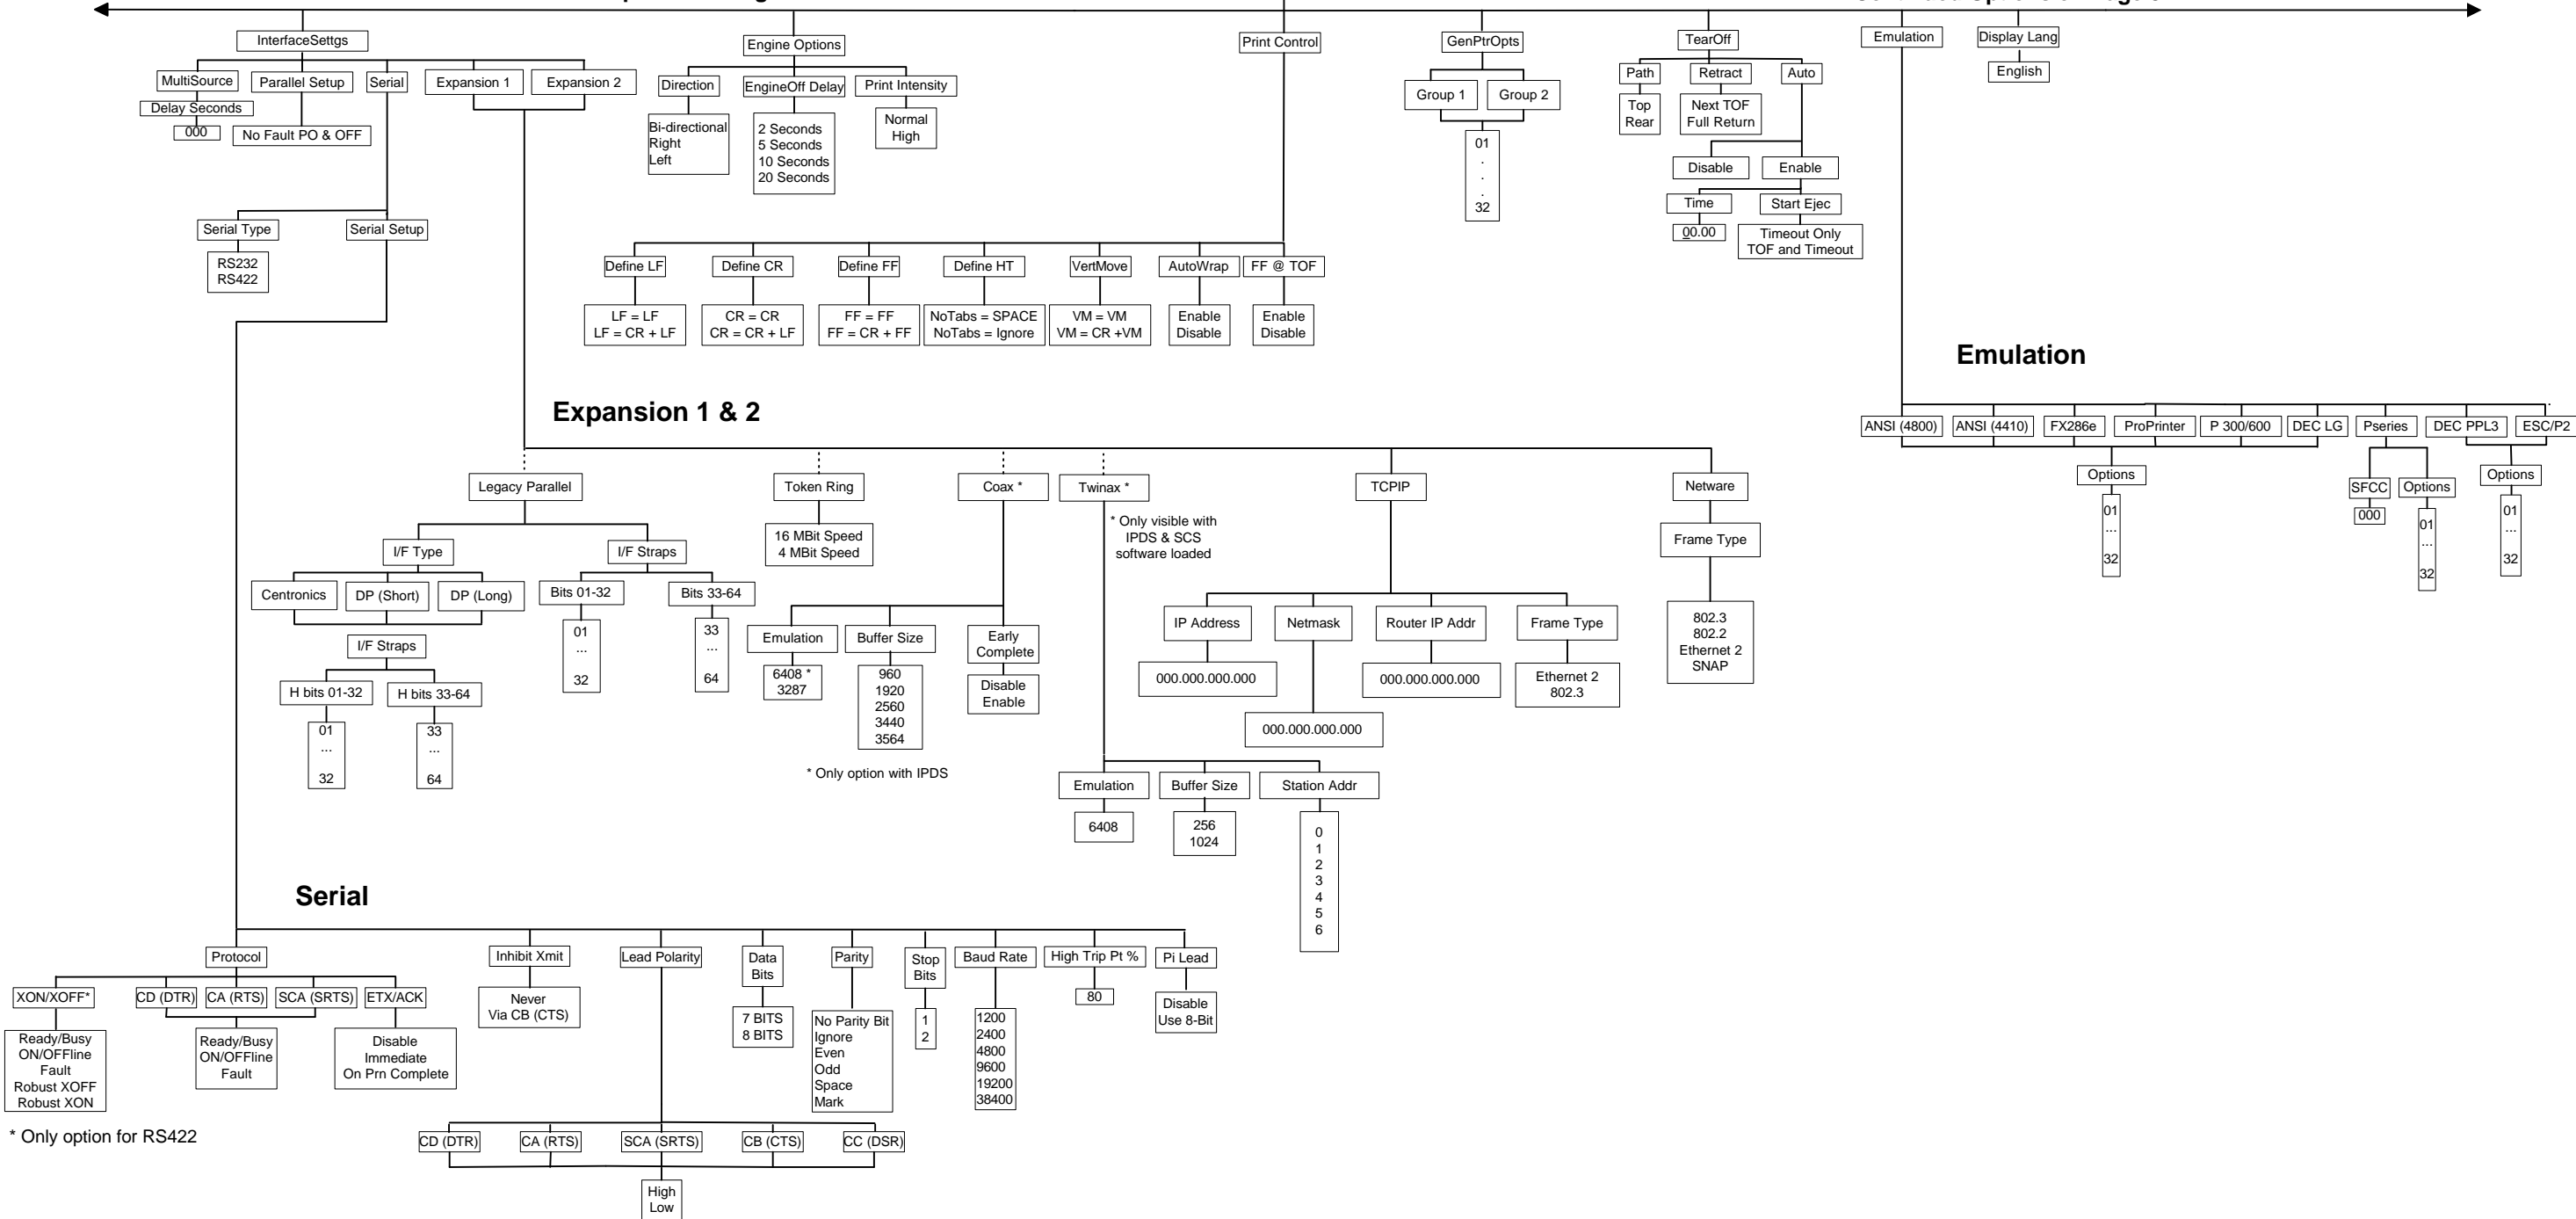 InterfaceSettgs
Engine Options
Print Control
GenPtrOpts
TearOff
Emulation
Display Lang
English
MultiSource
Parallel Setup
Serial
Expansion 1
Expansion 2
Delay Seconds
000
No Fault PO & OFF
Direction
EngineOff Delay
Print Intensity
Bi-directional
Right
Left
2 Seconds
5 Seconds
10 Seconds
20 Seconds
Normal
High
Group 1
Group 2
01
.
.
.
32
Path
Retract
Auto
Top
Rear
Next TOF
Full Return
Disable
Enable
Time
Start Ejec
00.00
Timeout Only
TOF and Timeout
Serial Type
Serial Setup
RS232
RS422
Define LF
Define CR
Define FF
Define HT
VertMove
AutoWrap
FF @ TOF
LF = LF
LF = CR + LF
CR = CR
CR = CR + LF
FF = FF
FF = CR + FF
NoTabs = SPACE
NoTabs = Ignore
VM = VM
VM = CR +VM
Enable
Disable
Enable
Disable
Emulation
ANSI (4800)
ANSI (4410)
FX286e
ProPrinter
P 300/600
DEC LG
Pseries
DEC PPL3
ESC/P2
Options
01
...
32
SFCC
000
Options
01
...
32
Options
01
...
32
Expansion 1 & 2
Legacy Parallel
Token Ring
Coax *
Twinax *
TCPIP
Netware
16 MBit Speed
4 MBit Speed
* Only visible with
IPDS & SCS
software loaded
Frame Type
802.3
802.2
Ethernet 2
SNAP
I/F Type
I/F Straps
Centronics
DP (Short)
DP (Long)
Bits 01-32
Bits 33-64
01
...
32
33
...
64
I/F Straps
H bits 01-32
H bits 33-64
01
...
32
33
...
64
Emulation
Buffer Size
Early
Complete
6408 *
3287
960
1920
2560
3440
3564
Disable
Enable
* Only option with IPDS
IP Address
Netmask
Router IP Addr
Frame Type
000.000.000.000
000.000.000.000
000.000.000.000
Ethernet 2
802.3
Emulation
Buffer Size
Station Addr
6408
256
1024
0
1
2
3
4
5
6
Serial
Protocol
Inhibit Xmit
Lead Polarity
Data
Bits
Parity
Stop
Bits
Baud Rate
High Trip Pt %
Pi Lead
XON/XOFF*
CD (DTR)
CA (RTS)
SCA (SRTS)
ETX/ACK
Ready/Busy
ON/OFFline
Fault
Robust XOFF
Robust XON
Ready/Busy
ON/OFFline
Fault
Disable
Immediate
On Prn Complete
Never
Via CB (CTS)
7 BITS
8 BITS
No Parity Bit
Ignore
Even
Odd
Space
Mark
1
2
1200
2400
4800
9600
19200
38400
80
Disable
Use 8-Bit
* Only option for RS422
CD (DTR)
CA (RTS)
SCA (SRTS)
CB (CTS)
CC (DSR)
High
Low